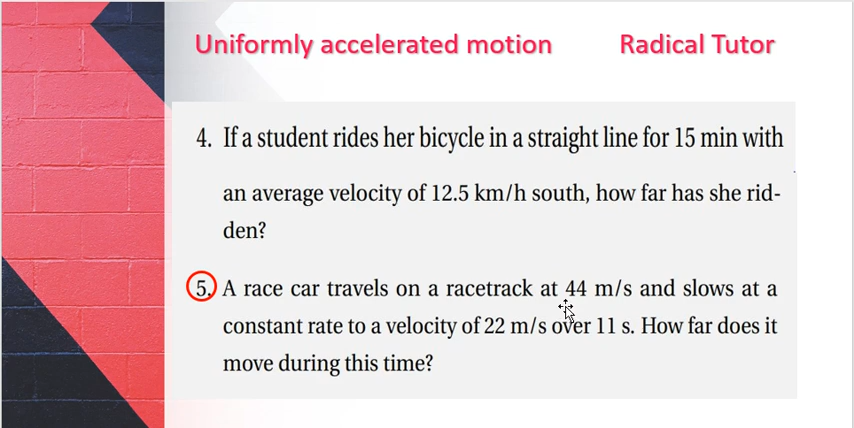 Uniformly accelerated motion Radical Tutor
4. If a student rides her bicycle in a straight line for 15 min with
an average velocity of 12.5 km/h south, how far has she rid-
den?
5. A race car travels on a racetrack at 44 m/s and slows at a
constant rate to a velocity of 22 m/s over 11 s. How far does it
move during this time?